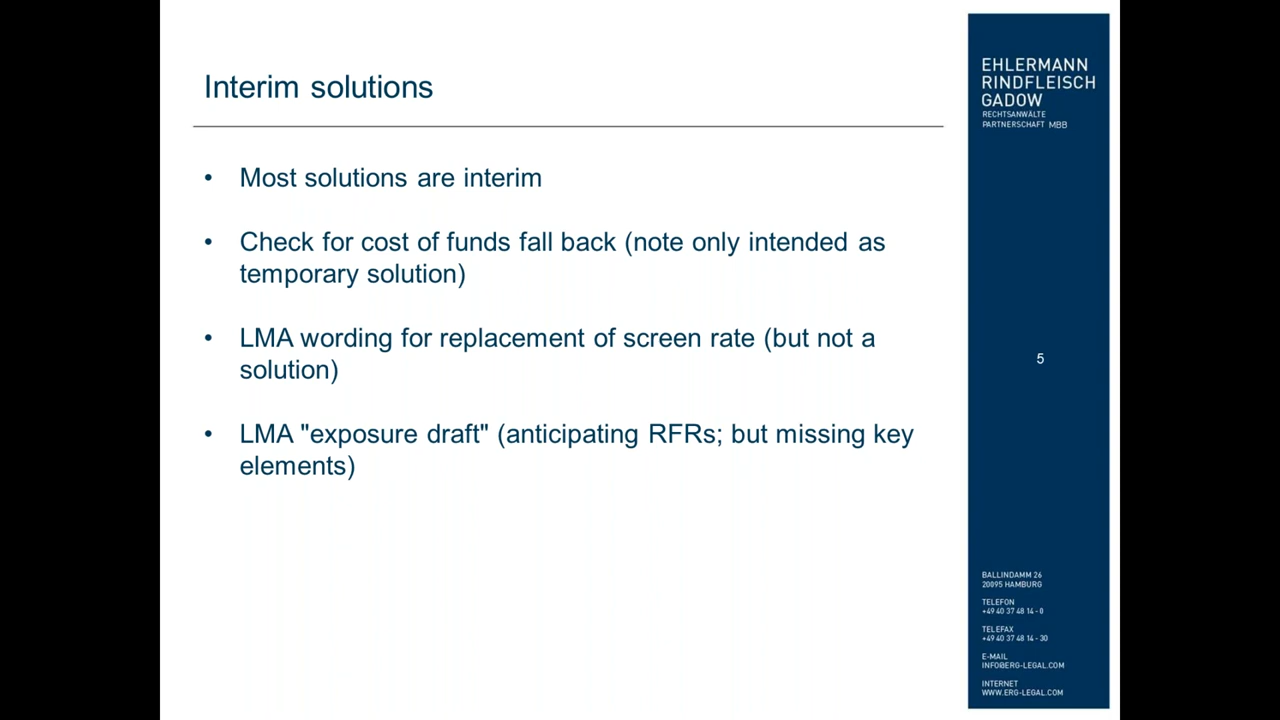 Interim solutions
• Most solutions are interim
• Check for cost of funds fall back (note only intended as
temporary solution)
• LMA wording for replacement of screen rate (but not a
solution)
• LMA "exposure draft" (anticipating RFRs; but missing key
elements)
EHLERMANN
RINDFLEISCH
GADOW
RECHTSANWÄLTE
PARTNERSCHAFT MBB
5
BALLINDAMM 26
20095 HAMBURG
TELEFON
+49 40 37 48 14 - 0
TELEFAX
+49 40 37 48 14 - 30
E-MAIL
INFO@ERG-LEGAL.COM
INTERNET
WWW.ERG-LEGAL.COM